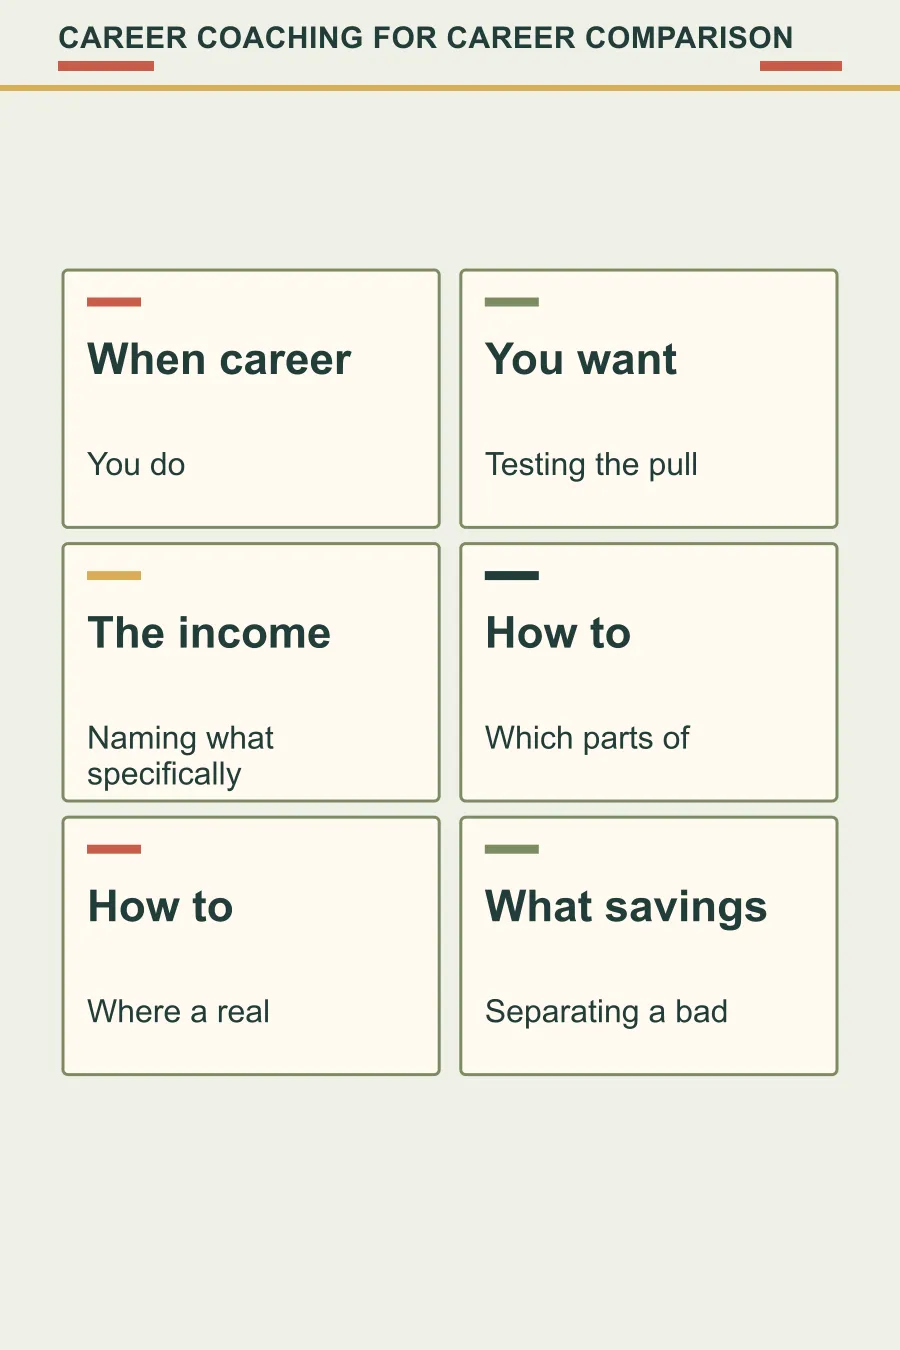 CAREER COACHING FOR CAREER COMPARISON
When career
You do
You want
Testing the pull
The income
Naming what
specifically
How to
Which parts of
How to
Where a real
What savings
Separating a bad